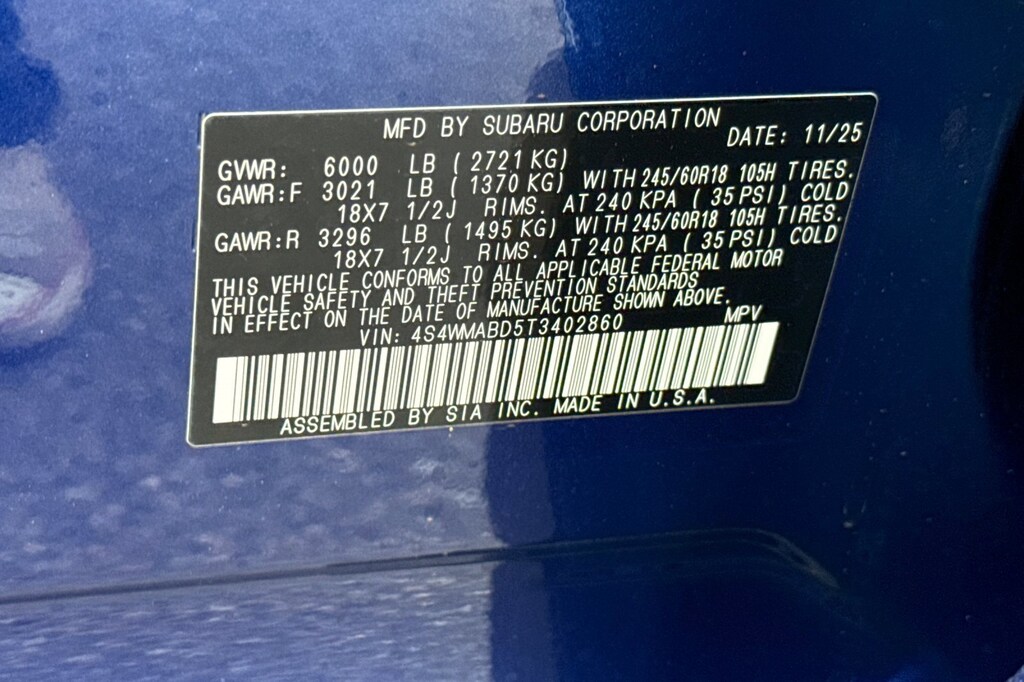 MFD BY SUBARU CORPORATION DATE: 11/25
GVWR: 6000 LB ( 2721 KG)
GAWR:F 3021 LB ( 1370 KG) WITH 245/60R18 105H TIRES.
18X7 1/2J RIMS. AT 240 KPA ( 35 PSI) COLD
GAWR:R 3296 LB ( 1495 KG) WITH 245/60R18 105H TIRES.
18X7 1/2J RIMS. AT 240 KPA ( 35 PSI) COLD
THIS VEHICLE CONFORMS TO ALL APPLICABLE FEDERAL MOTOR
VEHICLE SAFETY AND THEFT PREVENTION STANDARDS
IN EFFECT ON THE DATE OF MANUFACTURE SHOWN ABOVE.
VIN: 4S4WMABD5T3402860 MPV
ASSEMBLED BY SIA INC. MADE IN U.S.A.